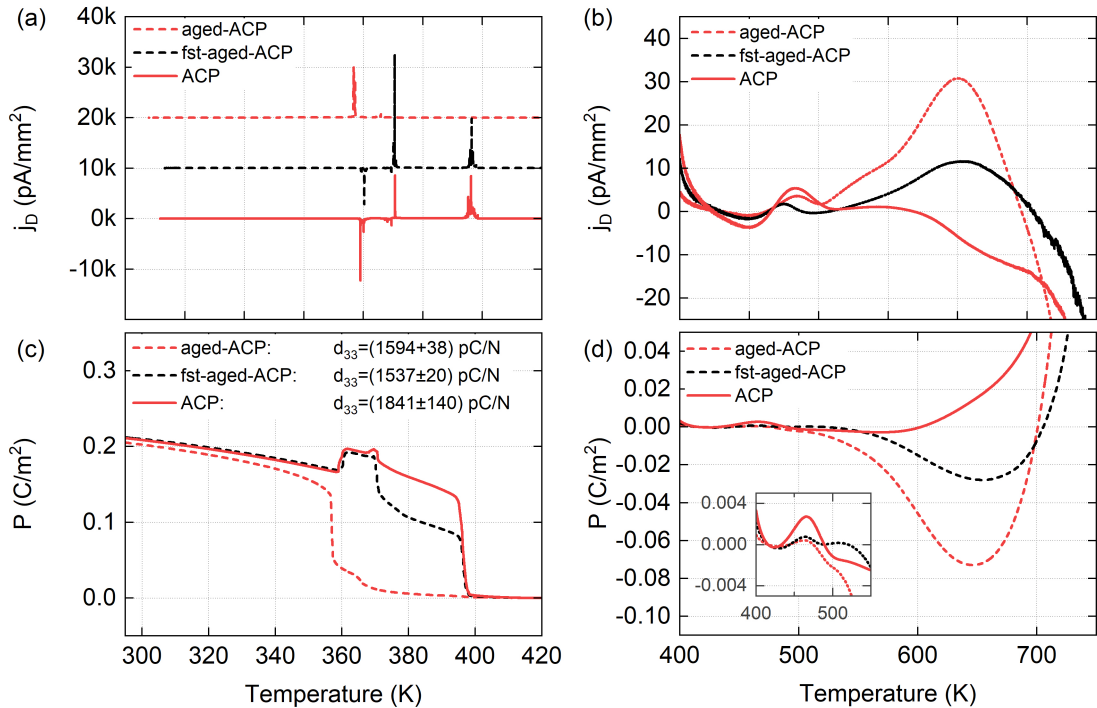 (a)
40k
30k
20k
10k
0k
-10k
j_D (pA/mm²)
aged-ACP
fst-aged-ACP
ACP
(b)
40
30
20
10
0
-10
-20
j_D (pA/mm²)
aged-ACP
fst-aged-ACP
ACP
(c)
0.3
0.2
0.1
0.0
P (C/m²)
aged-ACP: d₃₃=(1594+38) pC/N
fst-aged-ACP: d₃₃=(1537±20) pC/N
ACP: d₃₃=(1841±140) pC/N
300 320 340 360 380 400 420
Temperature (K)
(d)
0.04
0.02
0.00
-0.02
-0.04
-0.06
-0.08
-0.10
P (C/m²)
aged-ACP
fst-aged-ACP
ACP
0.004
0.000
-0.004
400 500
400 500 600 700
Temperature (K)